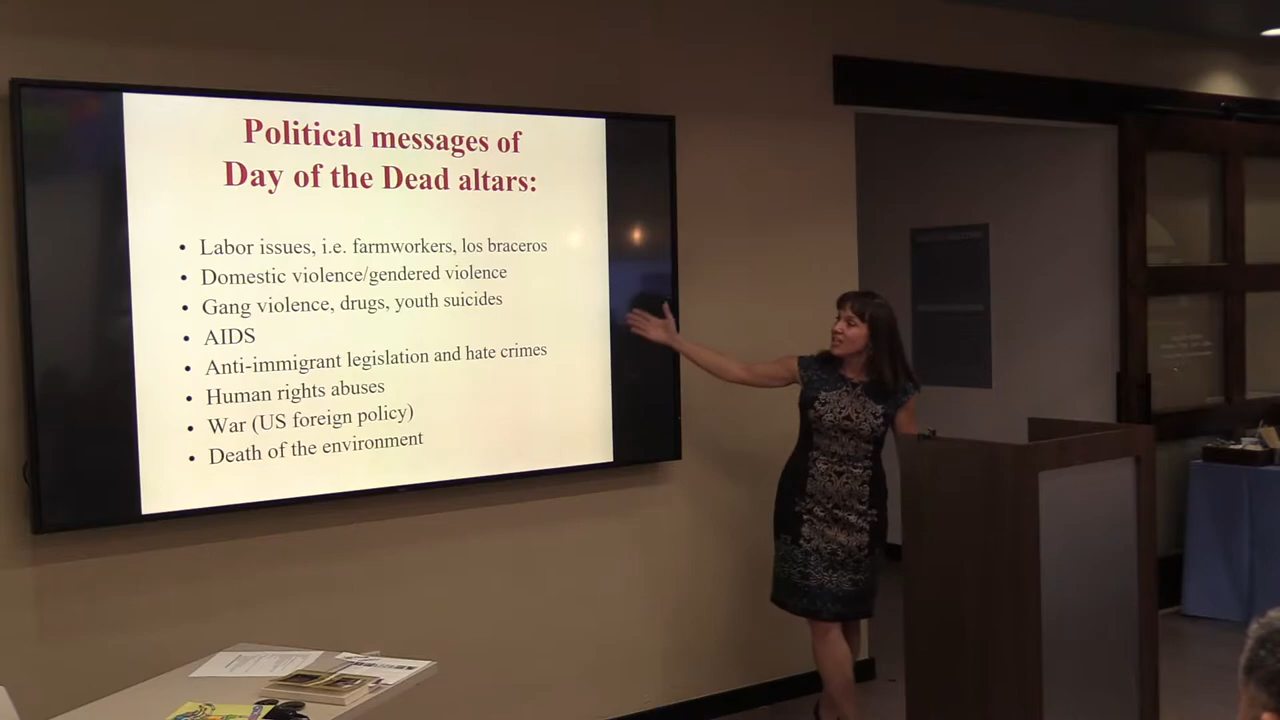 Political messages of
Day of the Dead altars:
• Labor issues, i.e. farmworkers, los braceros
• Domestic violence/gendered violence
• Gang violence, drugs, youth suicides
• AIDS
• Anti-immigrant legislation and hate crimes
• Human rights abuses
• War (US foreign policy)
• Death of the environment